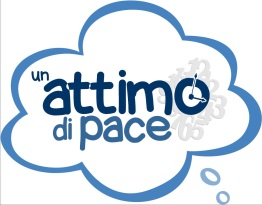 un
attimo
di pace